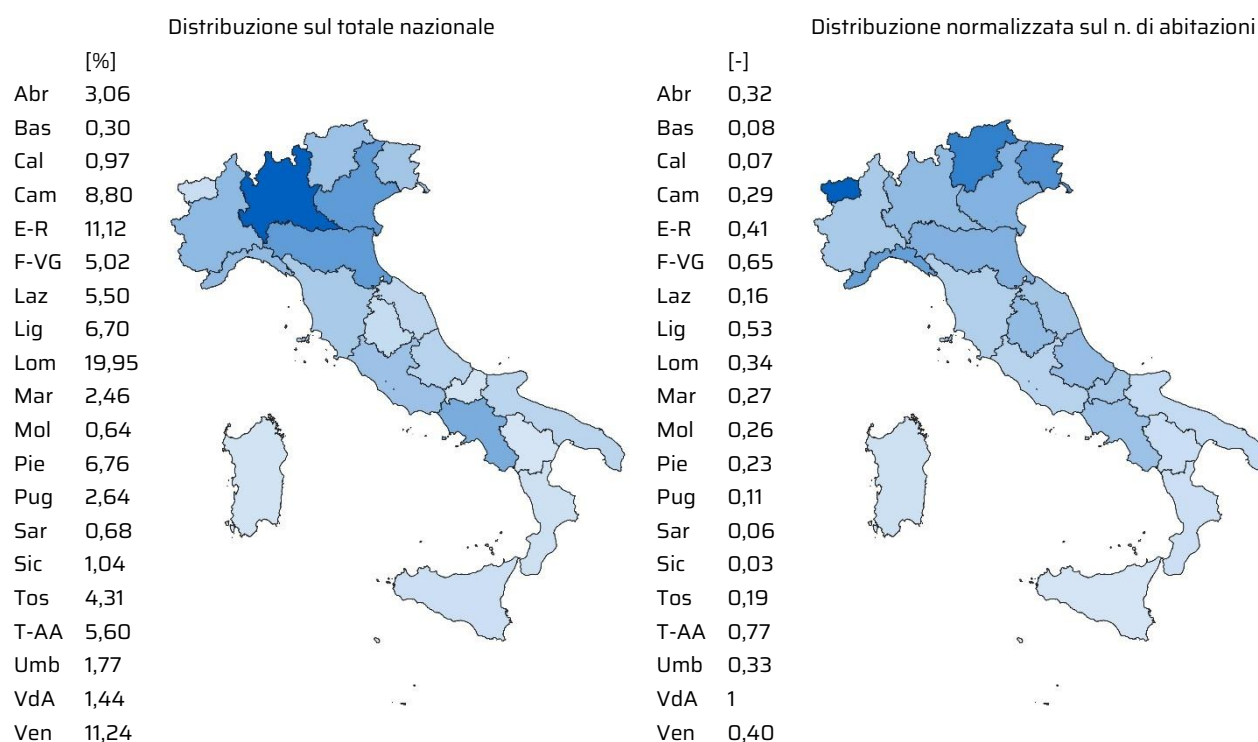 Distribuzione sul totale nazionale
[%]
Abr 3,06
Bas 0,30
Cal 0,97
Cam 8,80
E-R 11,12
F-VG 5,02
Laz 5,50
Lig 6,70
Lom 19,95
Mar 2,46
Mol 0,64
Pie 6,76
Pug 2,64
Sar 0,68
Sic 1,04
Tos 4,31
T-AA 5,60
Umb 1,77
VdA 1,44
Ven 11,24
Distribuzione normalizzata sul n. di abitazioni
[-]
Abr 0,32
Bas 0,08
Cal 0,07
Cam 0,29
E-R 0,41
F-VG 0,65
Laz 0,16
Lig 0,53
Lom 0,34
Mar 0,27
Mol 0,26
Pie 0,23
Pug 0,11
Sar 0,06
Sic 0,03
Tos 0,19
T-AA 0,77
Umb 0,33
VdA 1
Ven 0,40